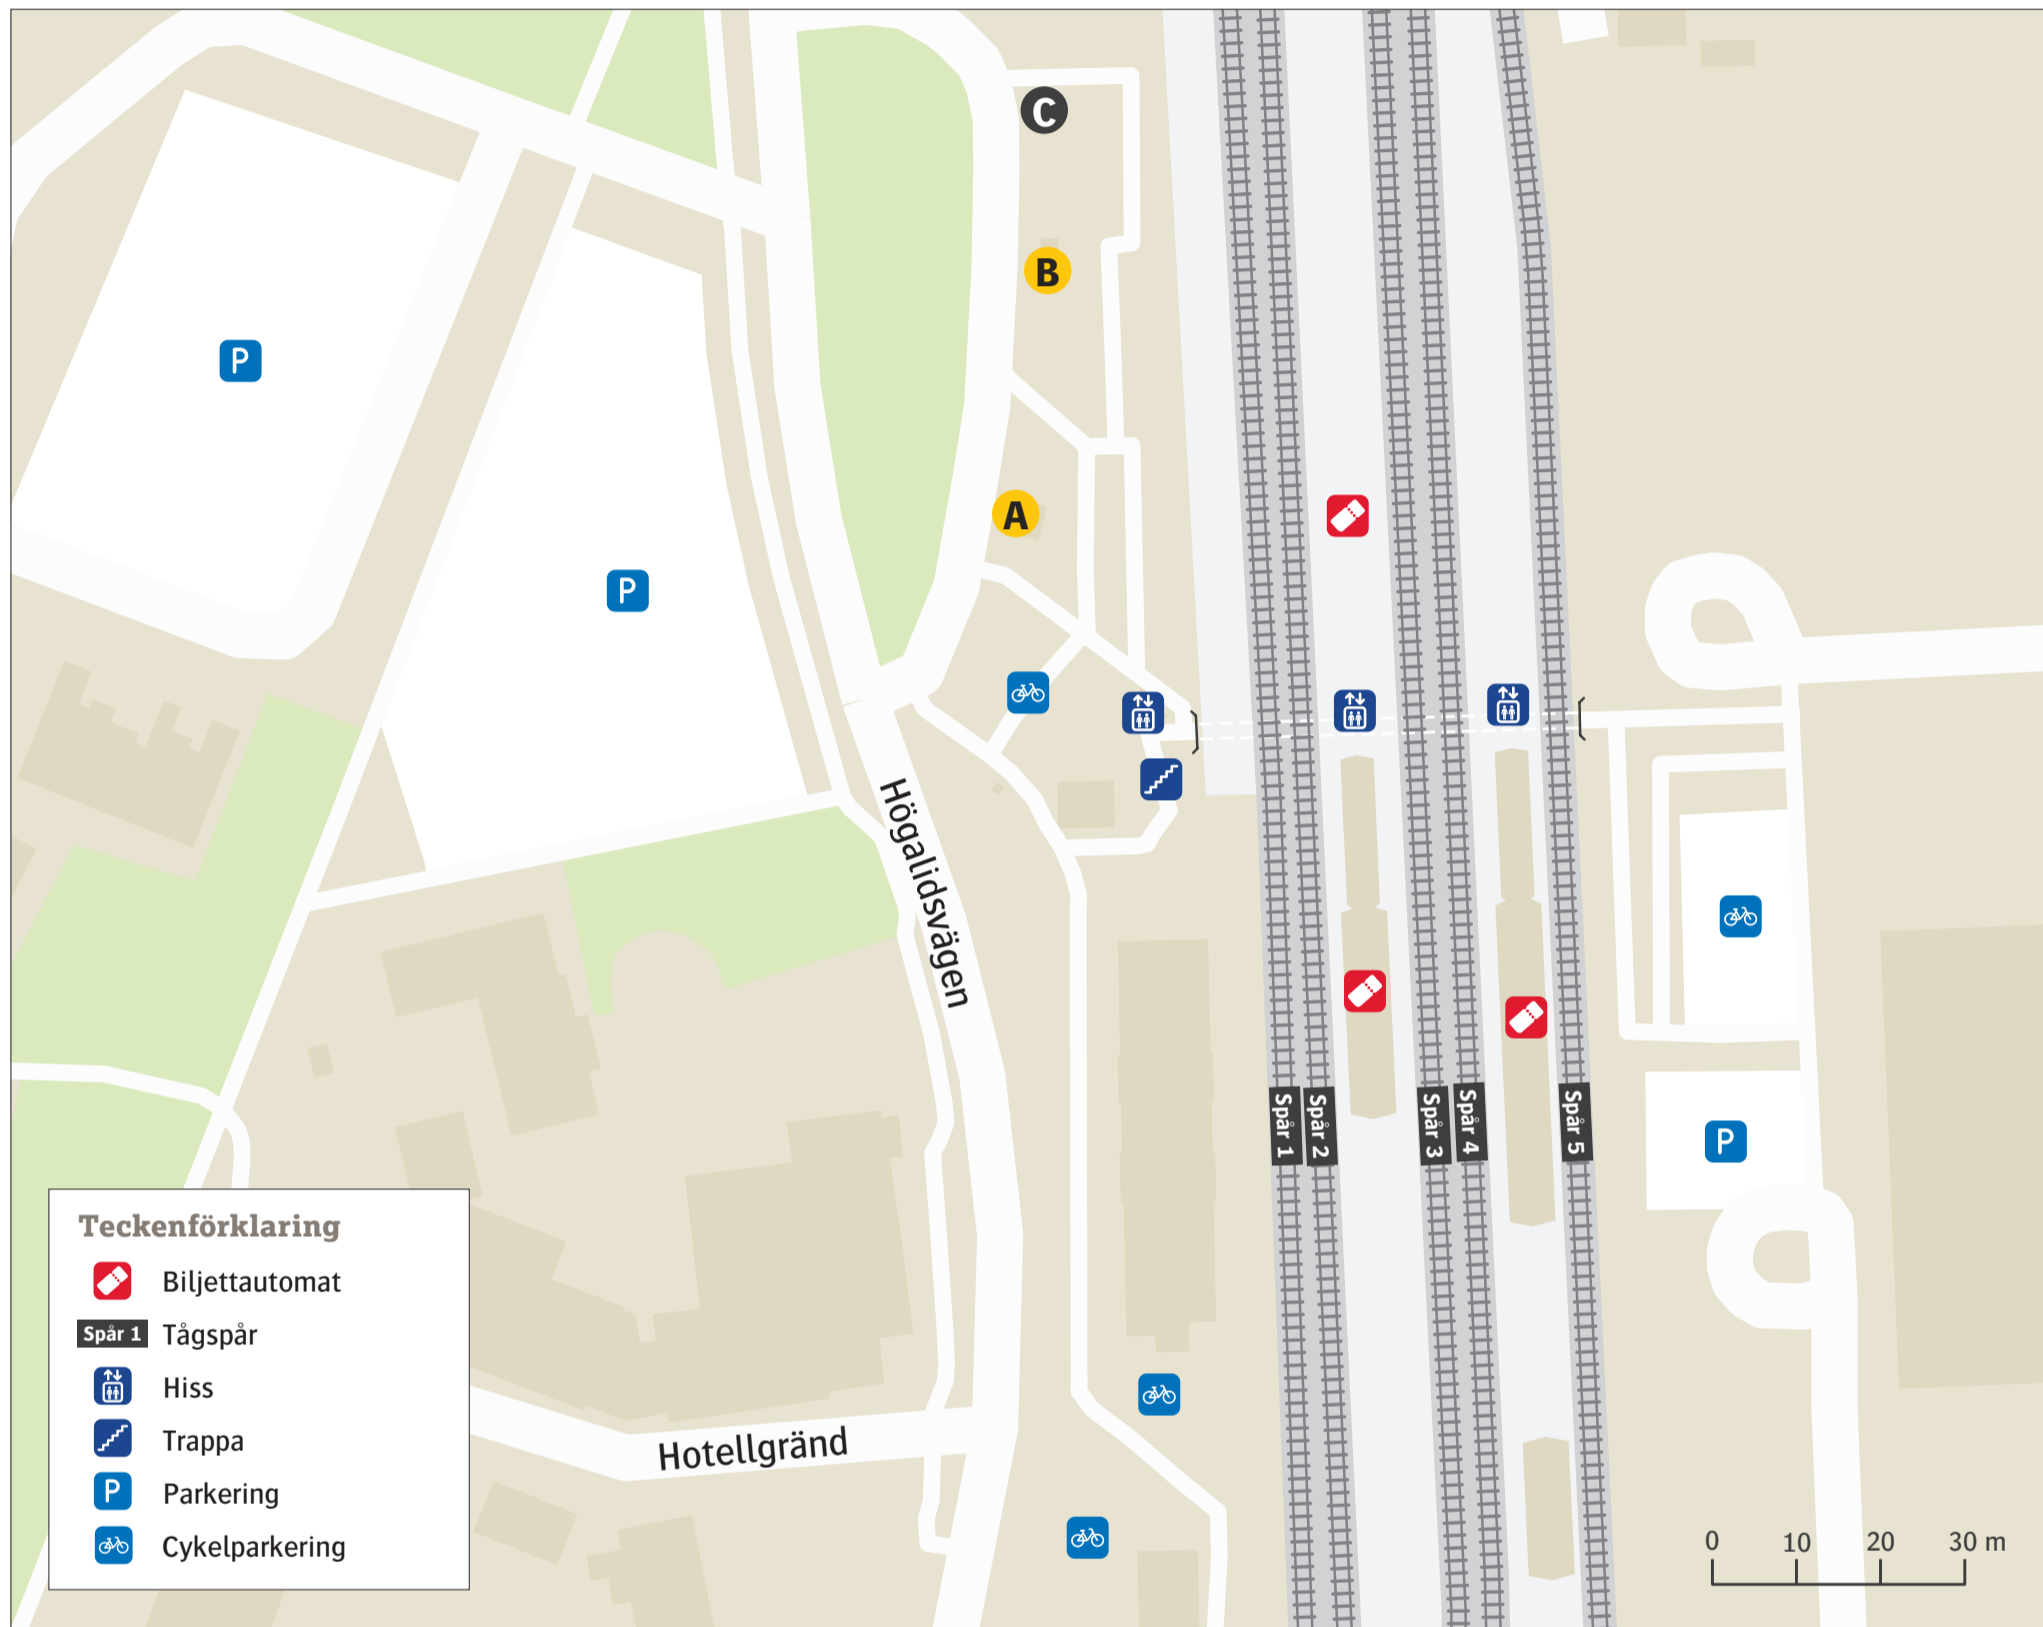 C
B
P
A
P
Högalidsvägen
Spår 1
Spår 2
Spår 3
Spår 4
Spår 5
P
Hotellgränd
Teckenförklaring
Biljettautomat
Spår 1 Tågspår
Hiss
Trappa
P Parkering
Cykelparkering
0 10 20 30 m